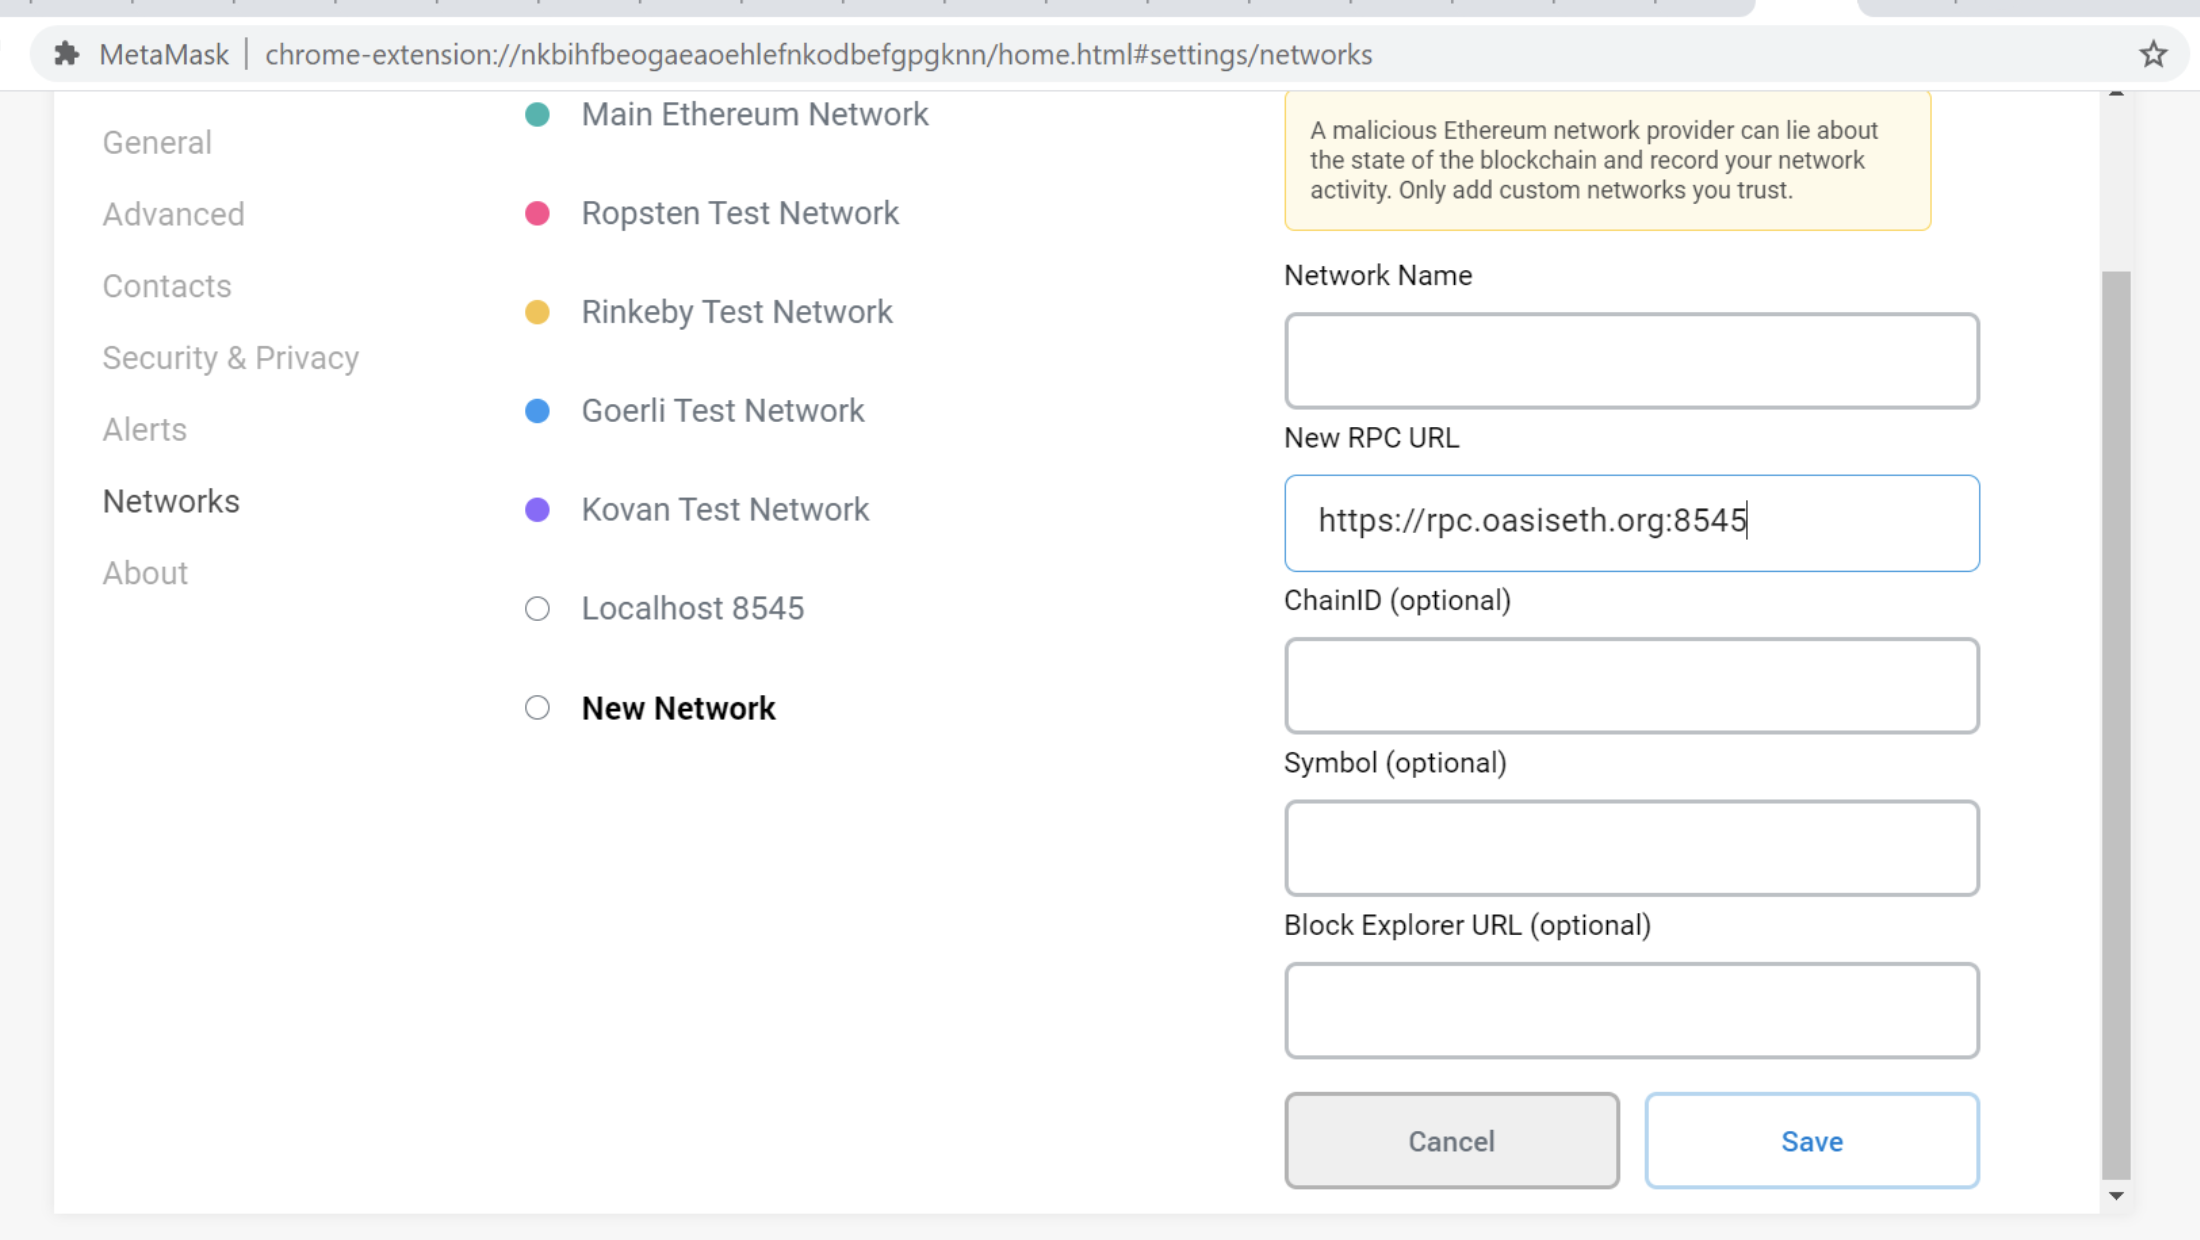 MetaMask | chrome-extension://nkbihfbeogaeaoehlefnkodbefgpgknn/home.html#settings/networks
General
Advanced
Contacts
Security & Privacy
Alerts
Networks
About
Main Ethereum Network
Ropsten Test Network
Rinkeby Test Network
Goerli Test Network
Kovan Test Network
Localhost 8545
New Network
A malicious Ethereum network provider can lie about
the state of the blockchain and record your network
activity. Only add custom networks you trust.
Network Name
New RPC URL
https://rpc.oasiseth.org:8545
ChainID (optional)
Symbol (optional)
Block Explorer URL (optional)
Cancel
Save